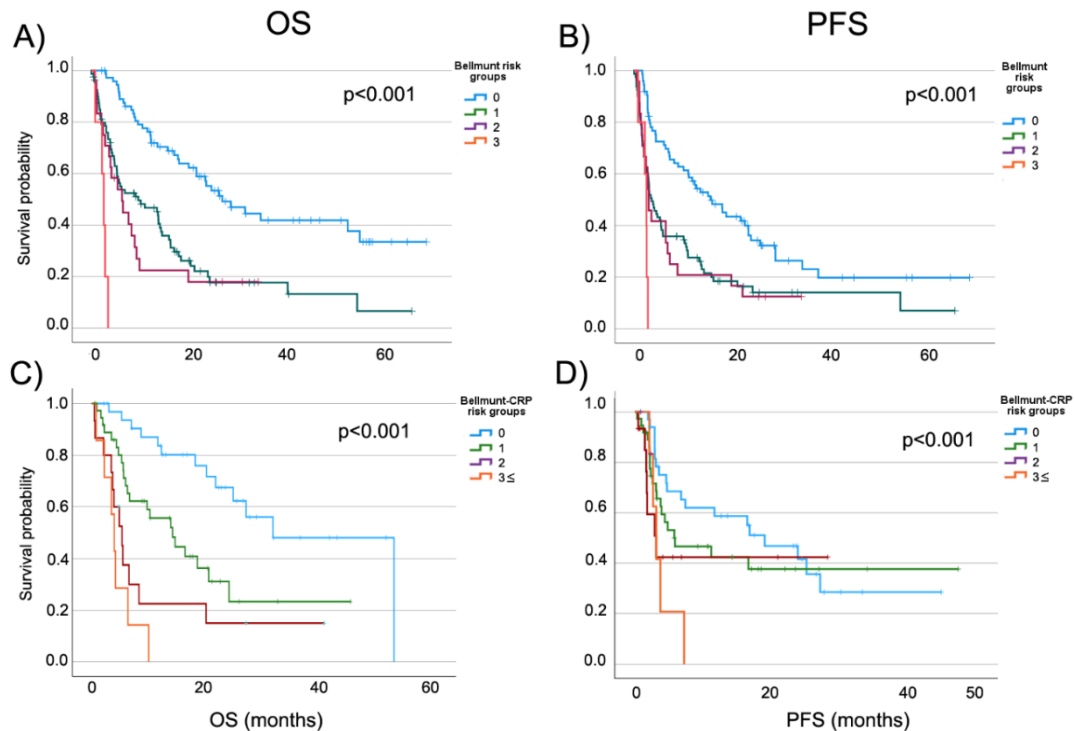 OS
PFS
A)
B)
Bellmunt risk
groups
0
1
2
3
p<0.001
Survival probability
1.0
0.8
0.6
0.4
0.2
0.0
0
20
40
60
Bellmunt
risk
groups
0
1
2
3
p<0.001
1.0
0.8
0.6
0.4
0.2
0.0
0
20
40
60
C)
D)
Bellmunt-CRP
risk groups
0
1
2
3≤
p<0.001
Survival probability
1.0
0.8
0.6
0.4
0.2
0.0
0
20
40
60
OS (months)
Bellmunt-CRP
risk groups
0
1
2
3≤
p<0.001
1.0
0.8
0.6
0.4
0.2
0.0
0
20
40
50
PFS (months)